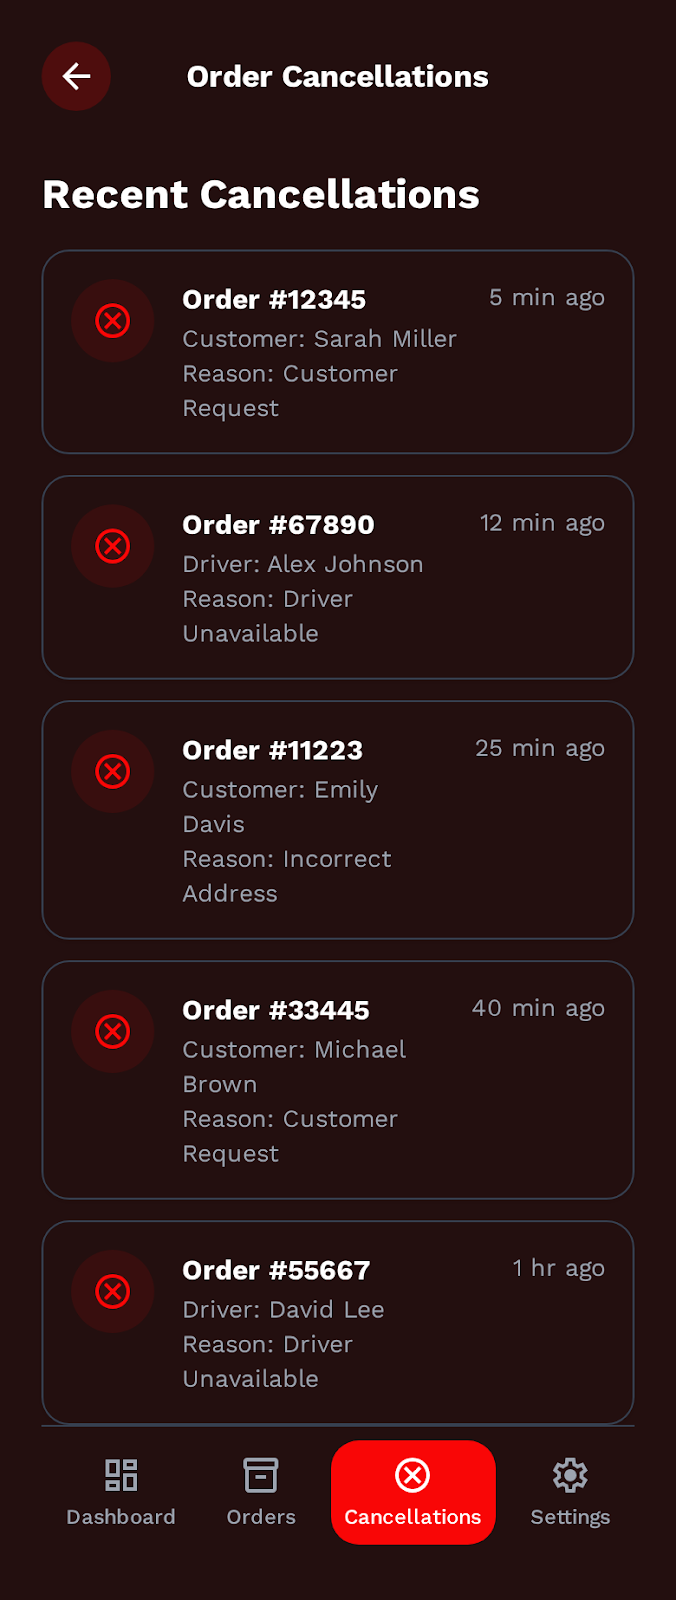 Order Cancellations
Recent Cancellations
Order #12345
5 min ago
Customer: Sarah Miller
Reason: Customer
Request
Order #67890
12 min ago
Driver: Alex Johnson
Reason: Driver
Unavailable
Order #11223
25 min ago
Customer: Emily
Davis
Reason: Incorrect
Address
Order #33445
40 min ago
Customer: Michael
Brown
Reason: Customer
Request
Order #55667
1 hr ago
Driver: David Lee
Reason: Driver
Unavailable
Dashboard
Orders
Cancellations
Settings